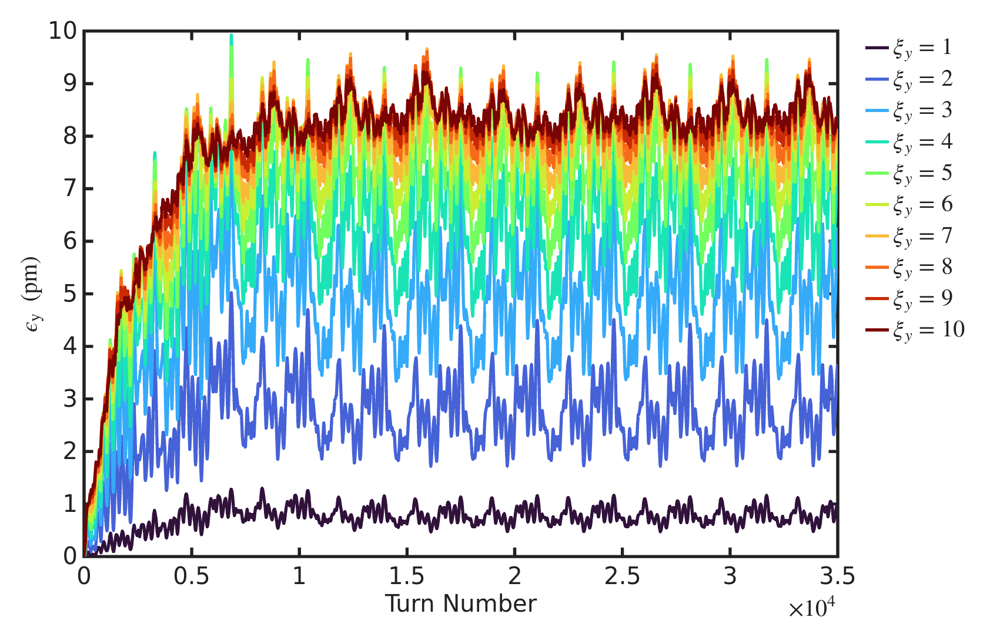 10
9
8
7
6
5
4
3
2
1
0
ϵy (pm)
0 0.5 1 1.5 2 2.5 3 3.5
Turn Number
×10⁴
ξy = 1
ξy = 2
ξy = 3
ξy = 4
ξy = 5
ξy = 6
ξy = 7
ξy = 8
ξy = 9
ξy = 10